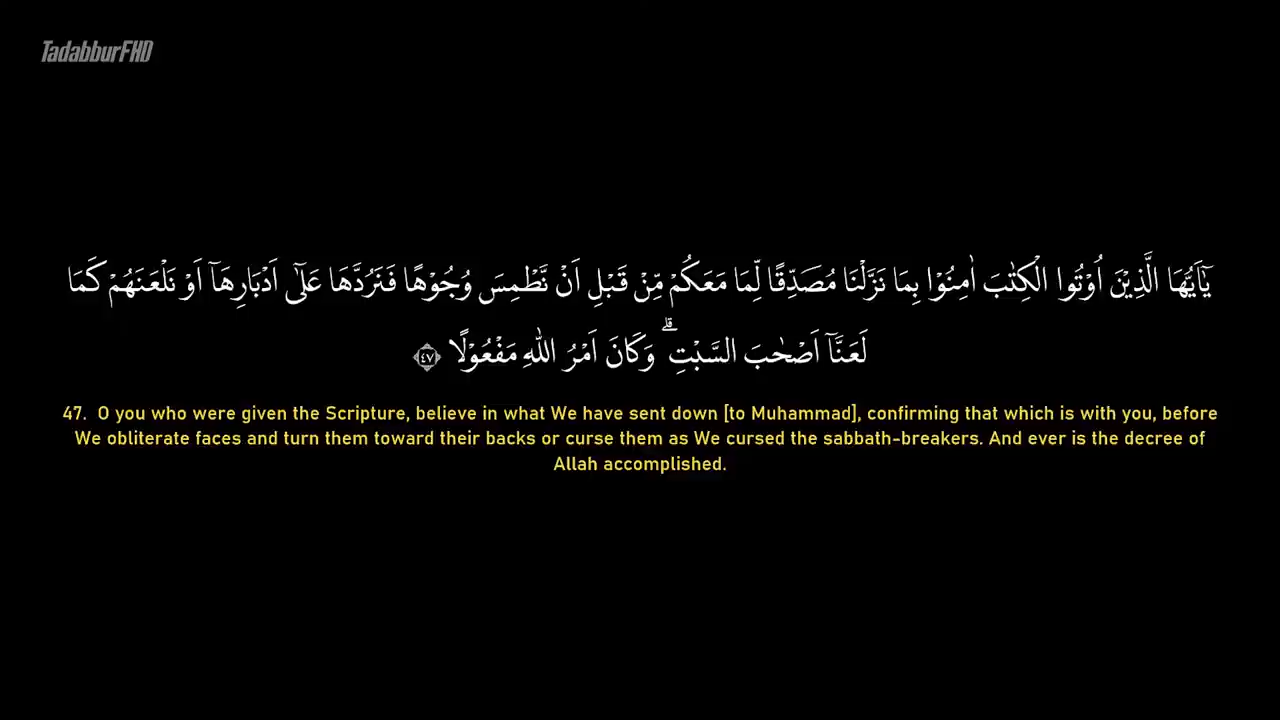 TadabburFHD
يٰٓاَيُّهَا الَّذِيْنَ اُوْتُوا الْكِتٰبَ اٰمِنُوْا بِمَا نَزَّلْنَا مُصَدِّقًا لِّمَا مَعَكُمْ مِّنْ قَبْلِ اَنْ نَّطْمِسَ وُجُوْهًا فَنَرُدَّهَا عَلٰٓى اَدْبَارِهَآ اَوْ نَلْعَنَهُمْ كَمَا
لَعَنَّآ اَصْحٰبَ السَّبْتِ ۗ وَكَانَ اَمْرُ اللّٰهِ مَفْعُوْلًا ٤٧
47. O you who were given the Scripture, believe in what We have sent down [to Muhammad], confirming that which is with you, before
We obliterate faces and turn them toward their backs or curse them as We cursed the sabbath-breakers. And ever is the decree of
Allah accomplished.